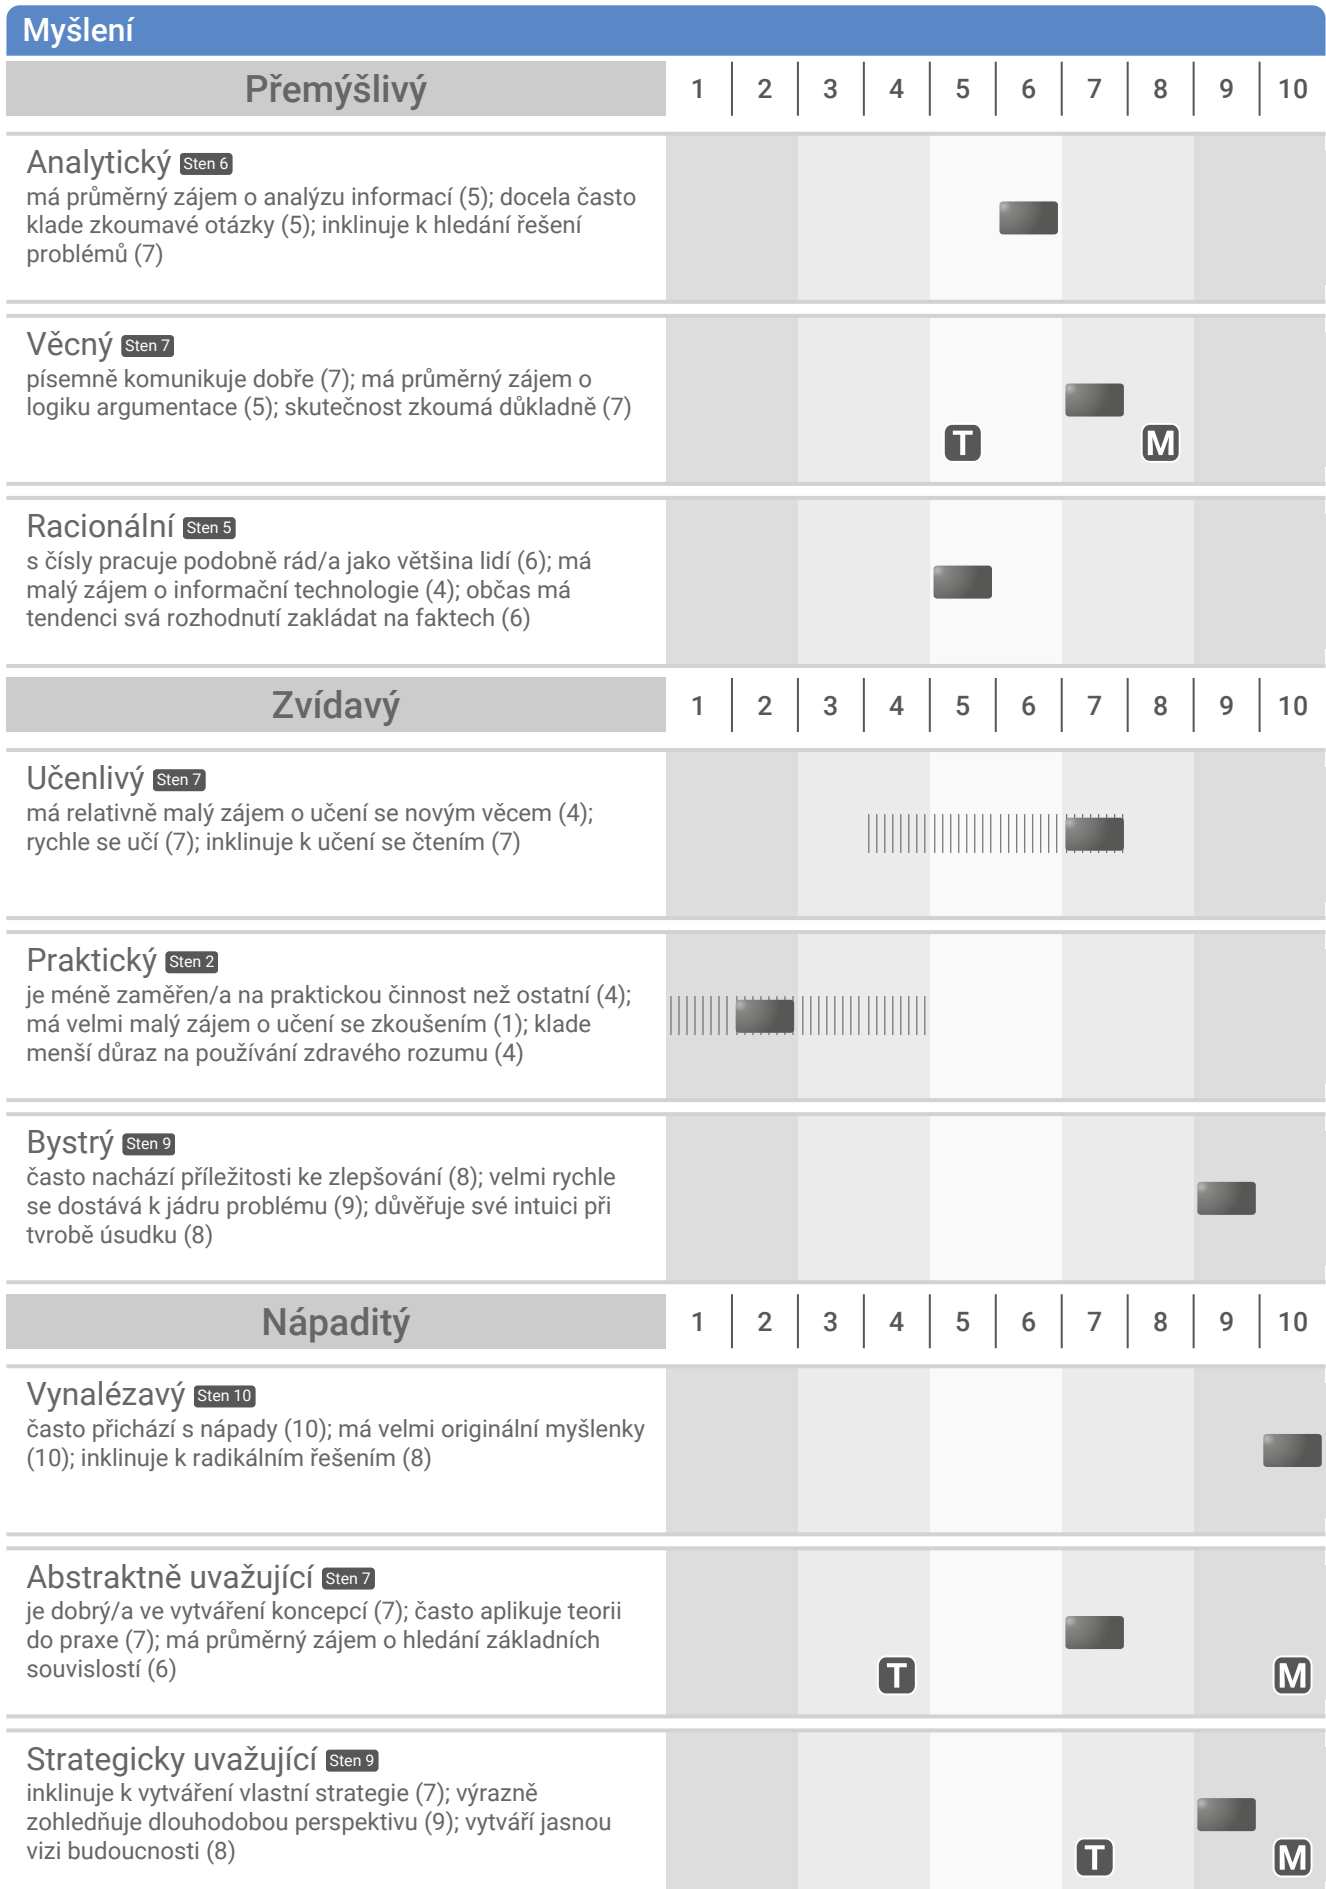 Myšlení
Přemýšlivý 1 2 3 4 5 6 7 8 9 10
Analytický Sten 6
má průměrný zájem o analýzu informací (5); docela často
klade zkoumavé otázky (5); inklinuje k hledání řešení
problémů (7)
Věcný Sten 7
písemně komunikuje dobře (7); má průměrný zájem o
logiku argumentace (5); skutečnost zkoumá důkladně (7)
T M
Racionální Sten 5
s čísly pracuje podobně rád/a jako většina lidí (6); má
malý zájem o informační technologie (4); občas má
tendenci svá rozhodnutí zakládat na faktech (6)
Zvídavý 1 2 3 4 5 6 7 8 9 10
Učenlivý Sten 7
má relativně malý zájem o učení se novým věcem (4);
rychle se učí (7); inklinuje k učení se čtením (7)
Praktický Sten 2
je méně zaměřen/a na praktickou činnost než ostatní (4);
má velmi malý zájem o učení se zkoušením (1); klade
menší důraz na používání zdravého rozumu (4)
Bystrý Sten 9
často nachází příležitosti ke zlepšování (8); velmi rychle
se dostává k jádru problému (9); důvěřuje své intuici při
tvrobě úsudku (8)
Nápaditý 1 2 3 4 5 6 7 8 9 10
Vynalézavý Sten 10
často přichází s nápady (10); má velmi originální myšlenky
(10); inklinuje k radikálním řešením (8)
Abstraktně uvažující Sten 7
je dobrý/a ve vytváření koncepcí (7); často aplikuje teorii
do praxe (7); má průměrný zájem o hledání základních
souvislostí (6)
T M
Strategicky uvažující Sten 9
inklinuje k vytváření vlastní strategie (7); výrazně
zohledňuje dlouhodobou perspektivu (9); vytváří jasnou
vizi budoucnosti (8)
T M